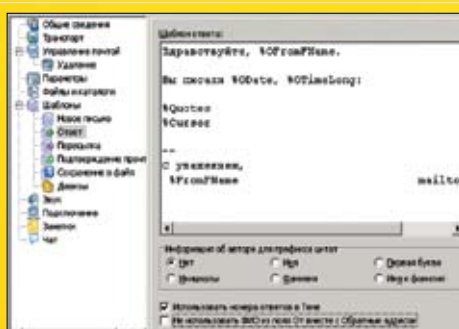 Общие сведения
Транспорт
Управление почтой
Удаление
Параметры
Файлы и каталоги
Шаблоны
Новое письмо
Ответ
Пересылка
Подтверждение прочт
Сохранение в файл
Девизы
Звук
Подключение
Заметки
Чат
Шаблон ответа:
Здравствуйте, %OFromFName.
Вы писали %ODate, %OTimeLong:
%Quotes
%Cursor
--
С уважением,
%FromFName mailto
Информация об авторе для префикса цитат
Нет
Имя
Первая буква
Инициалы
Фамилия
Имя и фамилия
Использовать номера ответов в Теме
Не использовать ФИО из поля От вместе с Обратным адресом